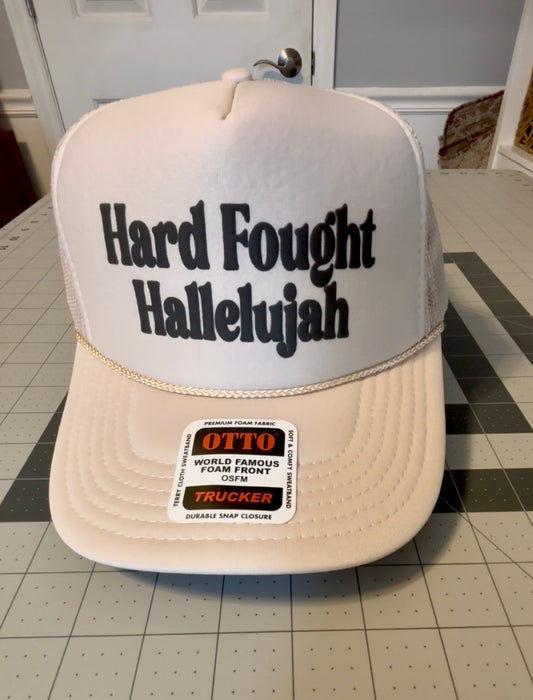 Hard Fought
Hallelujah
PREMIUM FOAM FABRIC
OTTO
WORLD FAMOUS
FOAM FRONT
OSFM
TRUCKER
DURABLE SNAP CLOSURE
TERRY CLOTH SWEATBAND
SOFT & COMFY SWEATBAND